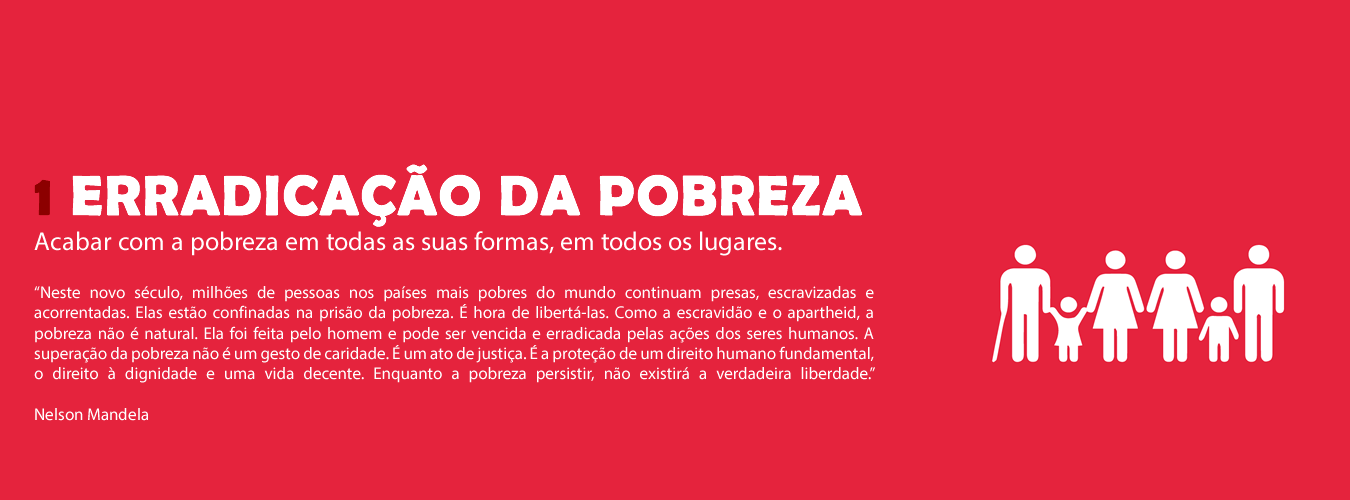 1 ERRADICAÇÃO DA POBREZA
Acabar com a pobreza em todas as suas formas, em todos os lugares.
“Neste novo século, milhões de pessoas nos países mais pobres do mundo continuam presas, escravizadas e
acorrentadas. Elas estão confinadas na prisão da pobreza. É hora de libertá-las. Como a escravidão e o apartheid, a
pobreza não é natural. Ela foi feita pelo homem e pode ser vencida e erradicada pelas ações dos seres humanos. A
superação da pobreza não é um gesto de caridade. É um ato de justiça. É a proteção de um direito humano fundamental,
o direito à dignidade e uma vida decente. Enquanto a pobreza persistir, não existirá a verdadeira liberdade.”
Nelson Mandela